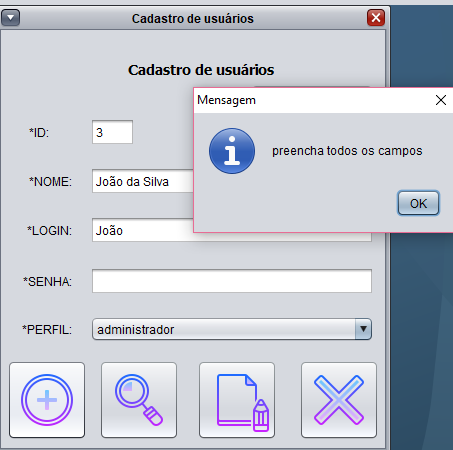 Cadastro de usuários
Cadastro de usuários
Mensagem
preencha todos os campos
OK
*ID:
3
*NOME:
João da Silva
*LOGIN:
João
*SENHA:
*PERFIL:
administrador